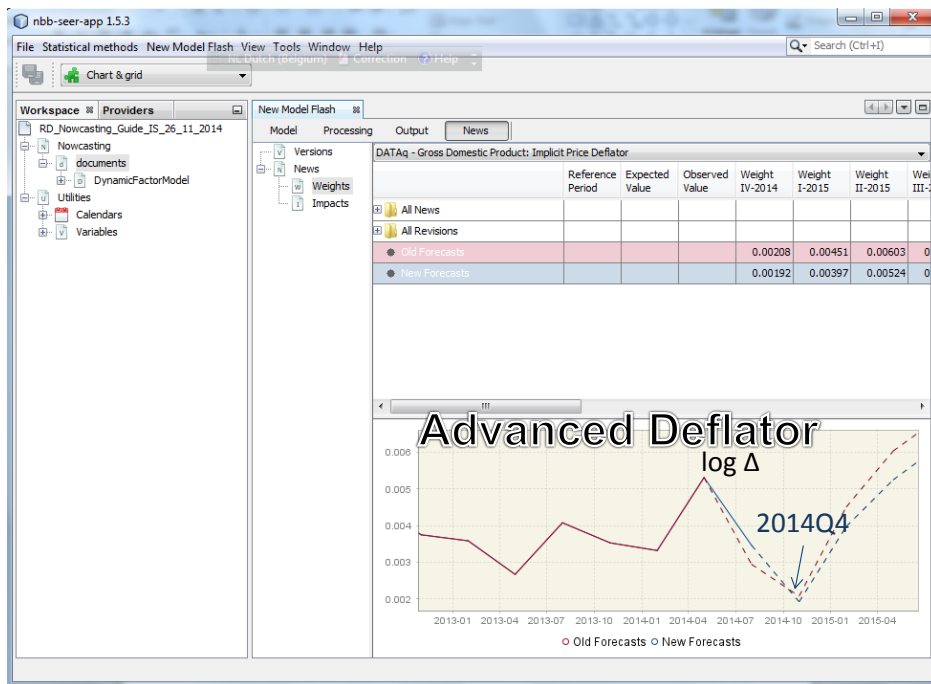 nbb-seer-app 1.5.3
File Statistical methods New Model Flash View Tools Window Help
Search (Ctrl+I)
NL Dutch (Belgium) Correction Help
Chart & grid
Workspace Providers
New Model Flash
RD_Nowcasting_Guide_IS_26_11_2014
Nowcasting
documents
DynamicFactorModel
Utilities
Calendars
Variables
Model Processing Output News
Versions
News
Weights
Impacts
DATAq - Gross Domestic Product: Implicit Price Deflator
Reference Period Expected Value Observed Value Weight IV-2014 Weight I-2015 Weight II-2015
All News
All Revisions
Old Forecasts 0.00208 0.00451 0.00603
New Forecasts 0.00192 0.00397 0.00524
Advanced Deflator
log Δ
2014Q4
0.006
0.005
0.004
0.003
0.002
2013-01 2013-04 2013-07 2013-10 2014-01 2014-04 2014-07 2014-10 2015-01 2015-04
Old Forecasts New Forecasts